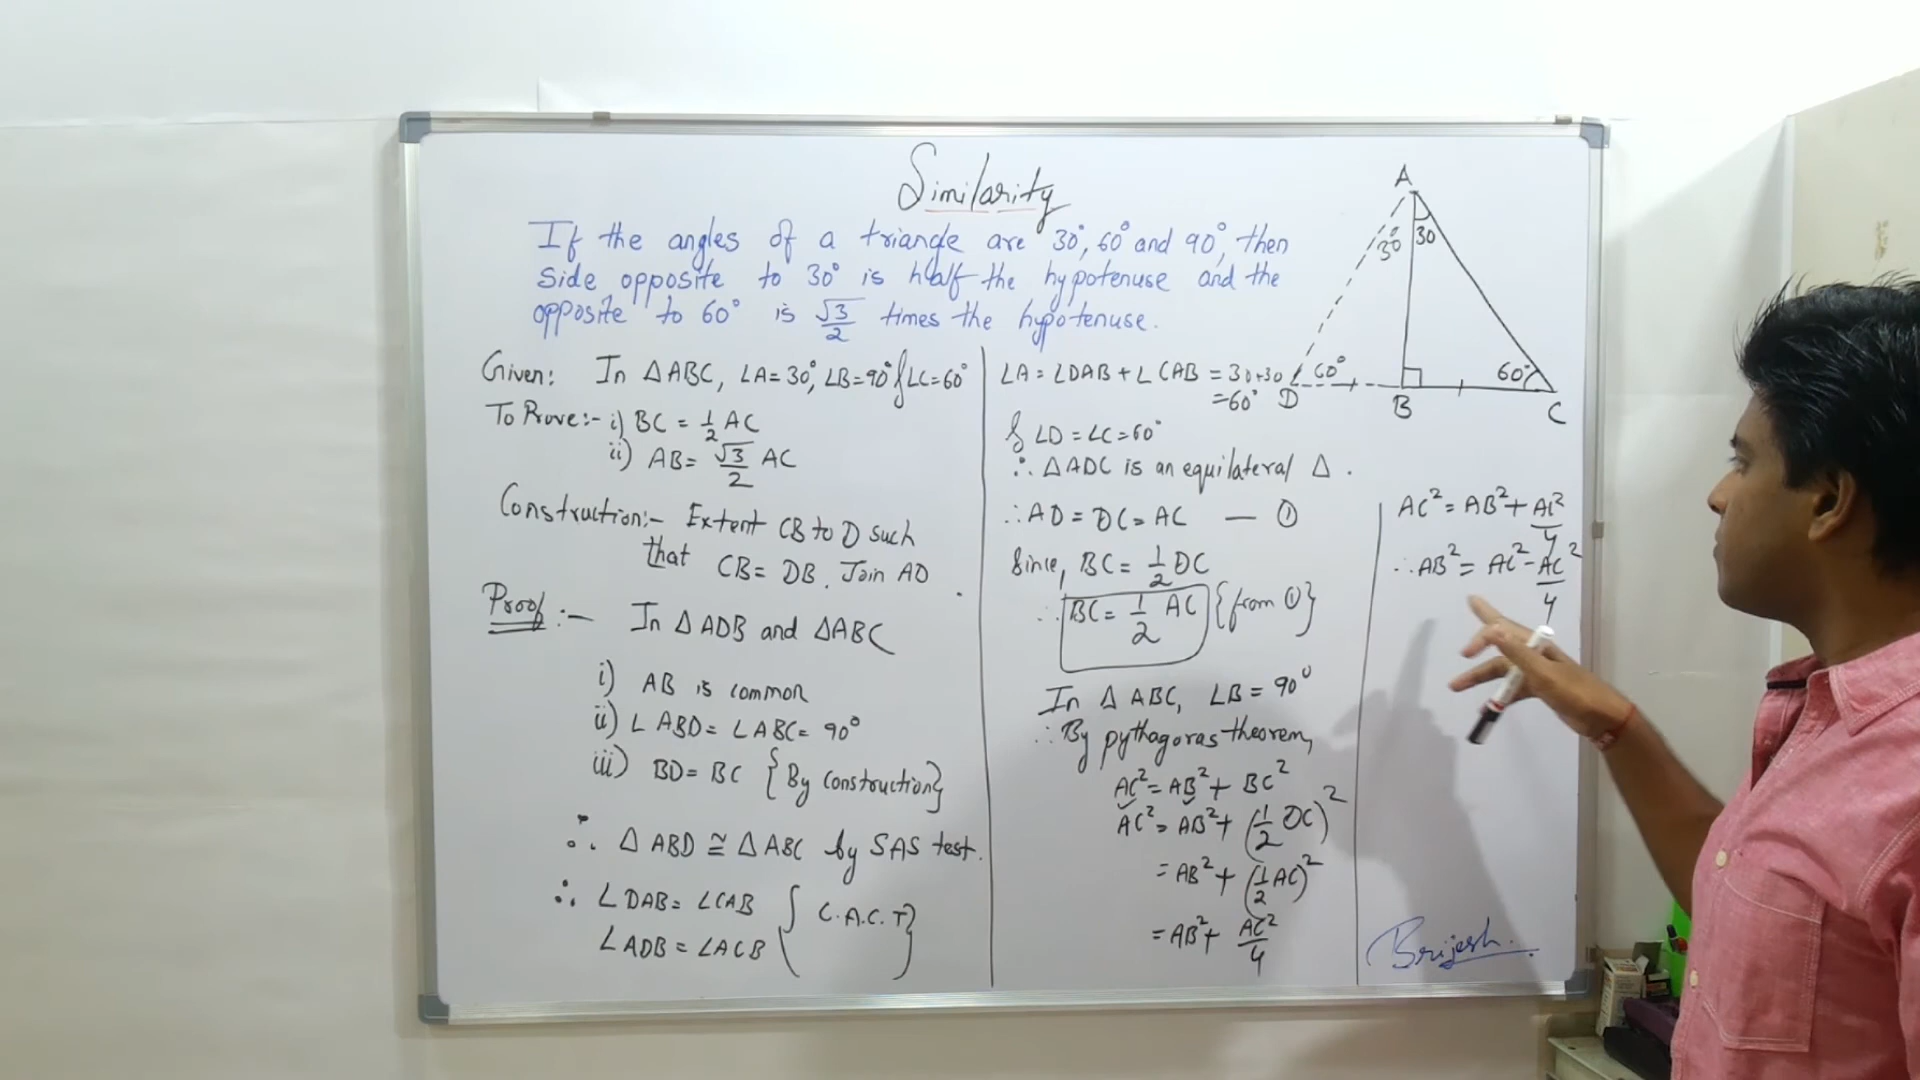 Similarity
If the angles of a triangle are 30°, 60° and 90°, then
side opposite to 30° is half the hypotenuse and the
opposite to 60° is √3/2 times the hypotenuse.
Given: In △ABC, ∠A=30°, ∠B=90° & ∠C=60°
To Prove:- i) BC = 1/2 AC
ii) AB = √3/2 AC
Construction:- Extent CB to D such
that CB = DB. Join AD
Proof :- In △ADB and △ABC
i) AB is common
ii) ∠ABD = ∠ABC = 90°
iii) BD = BC {By construction}
∴ △ABD ≅ △ABC by SAS test.
∴ ∠DAB = ∠CAB { C.A.C.T }
∠ADB = ∠ACB
∠A = ∠DAB + ∠CAB = 30+30
= 60°
& ∠D = ∠C = 60°
∴ △ADC is an equilateral △.
∴ AD = DC = AC — ①
Since, BC = 1/2 DC
∴ BC = 1/2 AC {from ①}
In △ABC, ∠B = 90°
∴ By pythagoras theorem,
AC² = AB² + BC²
AC² = AB² + (1/2 DC)²
= AB² + (1/2 AC)²
= AB² + AC²/4
A
30°
30
60°
60°
D
B
C
AC² = AB² + AC²/4
∴ AB² = AC² - AC²/4
Brijesh.